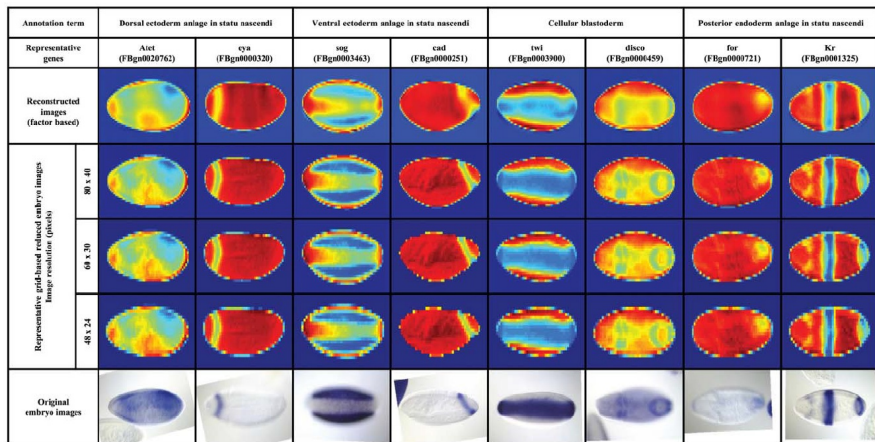 Annotation term
Dorsal ectoderm anlage in statu nascendi
Ventral ectoderm anlage in statu nascendi
Cellular blastoderm
Posterior endoderm anlage in statu nascendi
Representative genes
Atet (FBgn0020762)
eya (FBgn0000320)
sog (FBgn0003463)
cad (FBgn0000251)
twi (FBgn0003900)
disco (FBgn0000459)
for (FBgn0000721)
Kr (FBgn0001325)
Reconstructed images (factor based)
Representative grid-based reduced embryo images
Image resolution (pixels)
80 x 40
60 x 30
48 x 24
Original embryo images